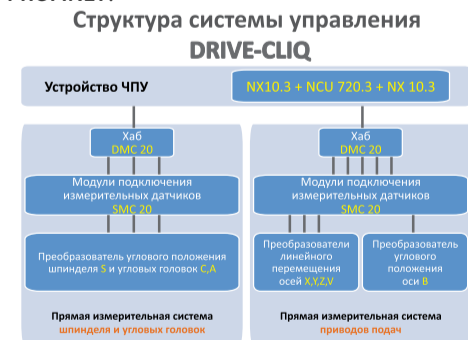 Структура системы управления
DRIVE-CLIQ
Устройство ЧПУ
NX10.3 + NCU 720.3 + NX 10.3
Хаб
DMC 20
Модули подключения
измерительных датчиков
SMC 20
Преобразователь углового положения
шпинделя S и угловых головок C,A
Прямая измерительная система
шпинделя и угловых головок
Хаб
DMC 20
Модули подключения
измерительных датчиков
SMC 20
Преобразователи
линейного
перемещения
осей X,Y,Z,V
Преобразователь
углового
положения
оси B
Прямая измерительная система
приводов подач